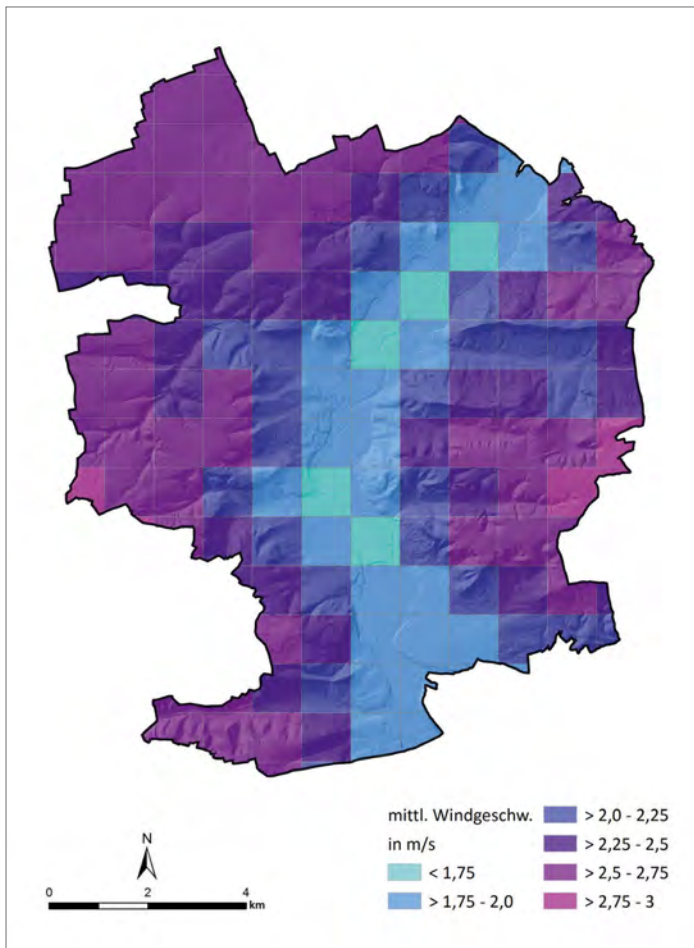 mittl. Windgeschw.
in m/s
< 1,75
> 1,75 - 2,0
> 2,0 - 2,25
> 2,25 - 2,5
> 2,5 - 2,75
> 2,75 - 3
N
0 2 4
km